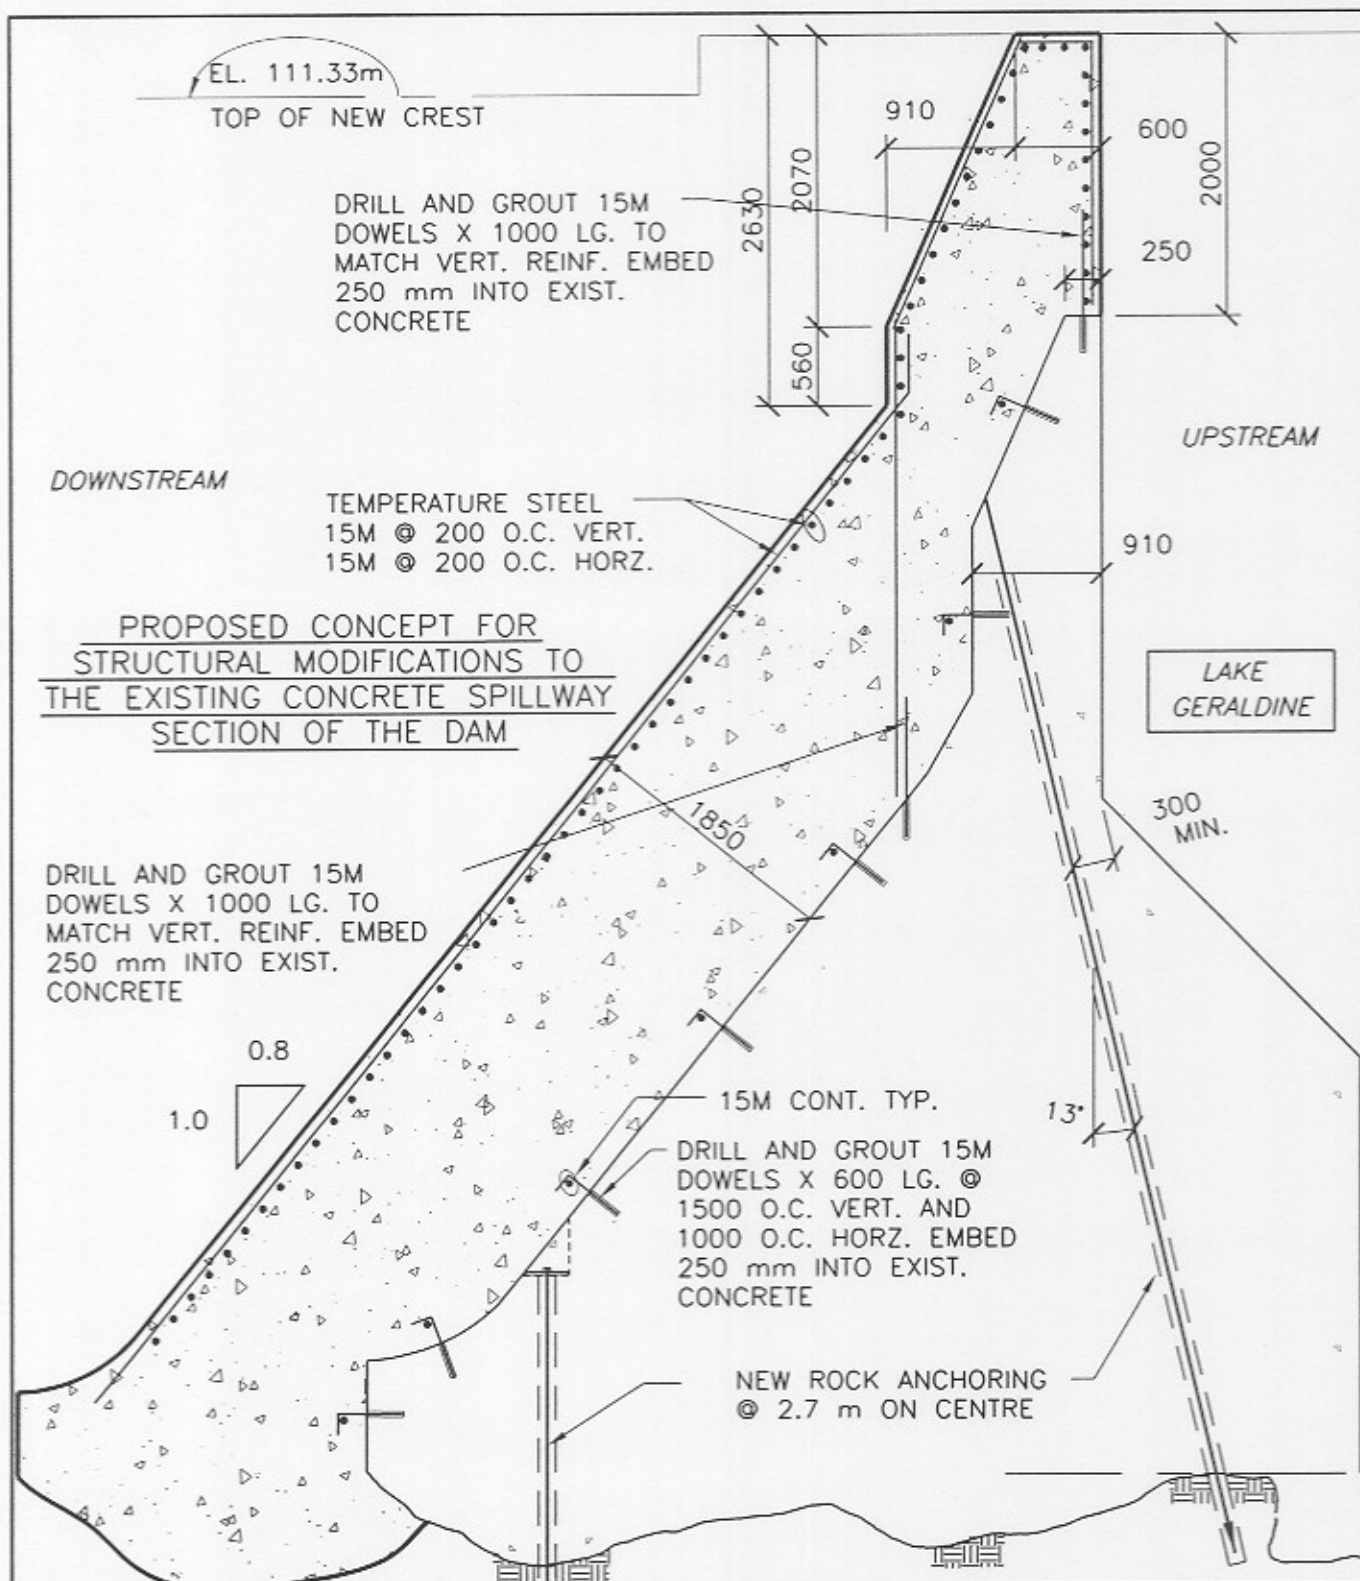 EL. 111.33m
TOP OF NEW CREST
910
600
2000
2070
2630
250
560
DRILL AND GROUT 15M
DOWELS X 1000 LG. TO
MATCH VERT. REINF. EMBED
250 mm INTO EXIST.
CONCRETE
UPSTREAM
DOWNSTREAM
TEMPERATURE STEEL
15M @ 200 O.C. VERT.
15M @ 200 O.C. HORZ.
910
PROPOSED CONCEPT FOR
STRUCTURAL MODIFICATIONS TO
THE EXISTING CONCRETE SPILLWAY
SECTION OF THE DAM
LAKE
GERALDINE
300
MIN.
1850
DRILL AND GROUT 15M
DOWELS X 1000 LG. TO
MATCH VERT. REINF. EMBED
250 mm INTO EXIST.
CONCRETE
0.8
1.0
15M CONT. TYP.
13°
DRILL AND GROUT 15M
DOWELS X 600 LG. @
1500 O.C. VERT. AND
1000 O.C. HORZ. EMBED
250 mm INTO EXIST.
CONCRETE
NEW ROCK ANCHORING
@ 2.7 m ON CENTRE